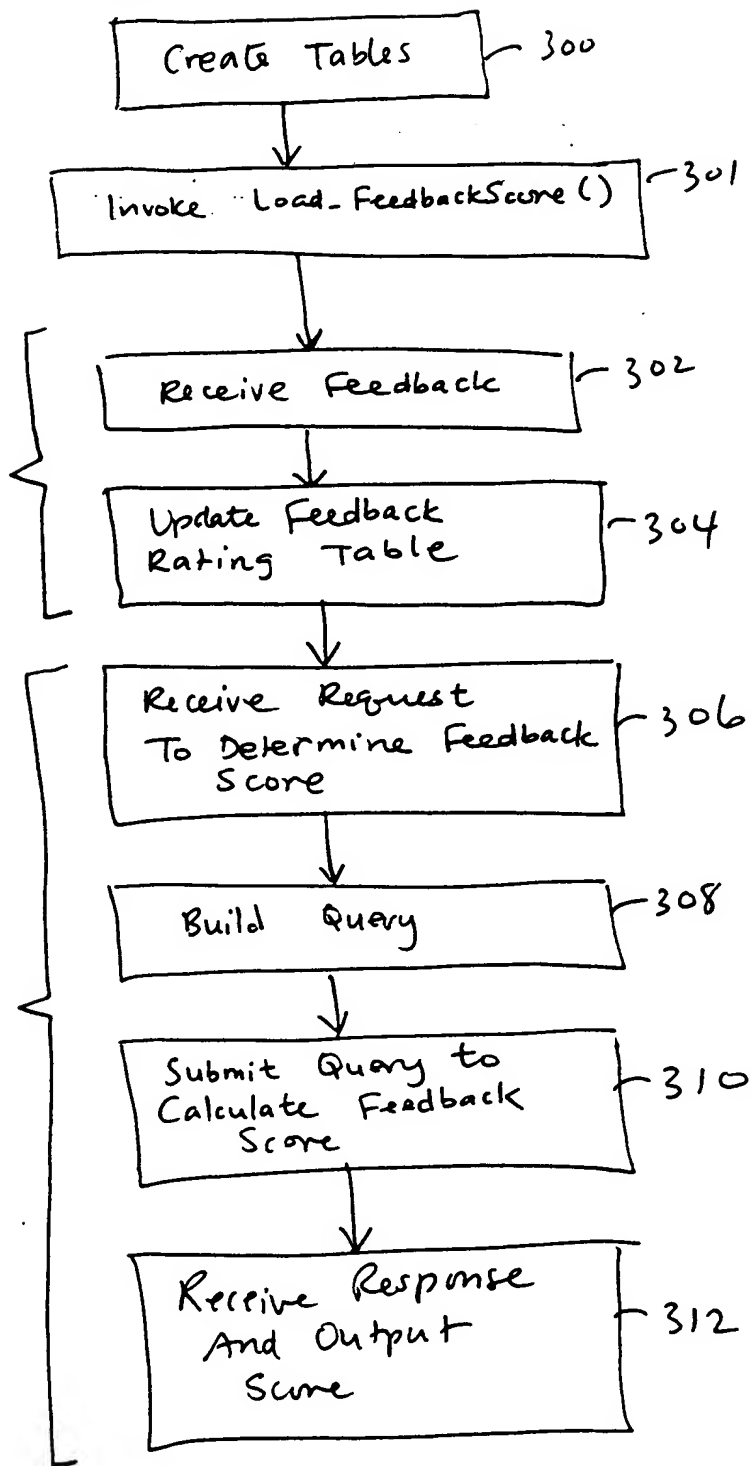 Create Tables
300
Invoke Load_FeedbackScore()
301
Receive Feedback
302
Update Feedback
Rating Table
304
Receive Request
To Determine Feedback
Score
306
Build Query
308
Submit Query to
Calculate Feedback
Score
310
Receive Response
And Output
Score
312